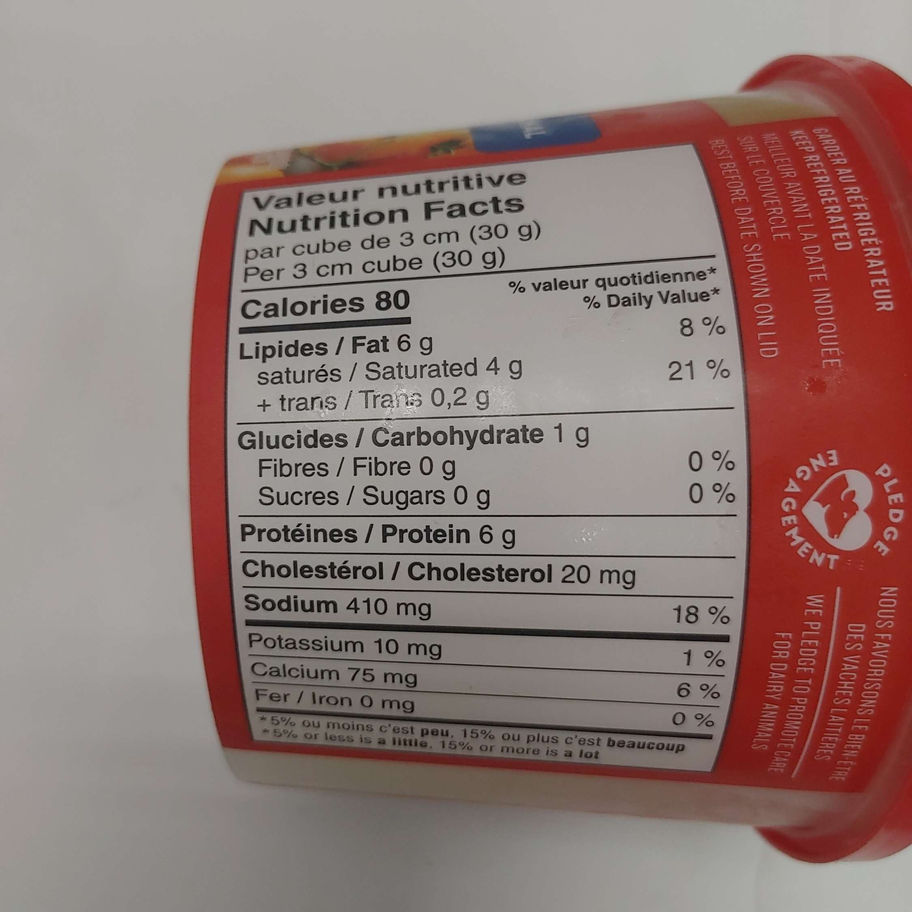 Valeur nutritive
Nutrition Facts
par cube de 3 cm (30 g)
Per 3 cm cube (30 g)
Calories 80
% valeur quotidienne*
% Daily Value*
Lipides / Fat 6 g 8 %
saturés / Saturated 4 g
+ trans / Trans 0,2 g 21 %
Glucides / Carbohydrate 1 g
Fibres / Fibre 0 g 0 %
Sucres / Sugars 0 g 0 %
Protéines / Protein 6 g
Cholestérol / Cholesterol 20 mg
Sodium 410 mg 18 %
Potassium 10 mg 1 %
Calcium 75 mg 6 %
Fer / Iron 0 mg 0 %
*5% ou moins c'est peu, 15% ou plus c'est beaucoup
*5% or less is a little, 15% or more is a lot
GARDER AU RÉFRIGÉRATEUR
KEEP REFRIGERATED
MEILLEUR AVANT LA DATE INDIQUÉE
SUR LE COUVERCLE
BEST BEFORE DATE SHOWN ON LID
PLEDGE
ENGAGEMENT
NOUS FAVORISONS LE BIEN-ÊTRE
DES VACHES LAITIÈRES
WE PLEDGE TO PROMOTE CARE
FOR DAIRY ANIMALS